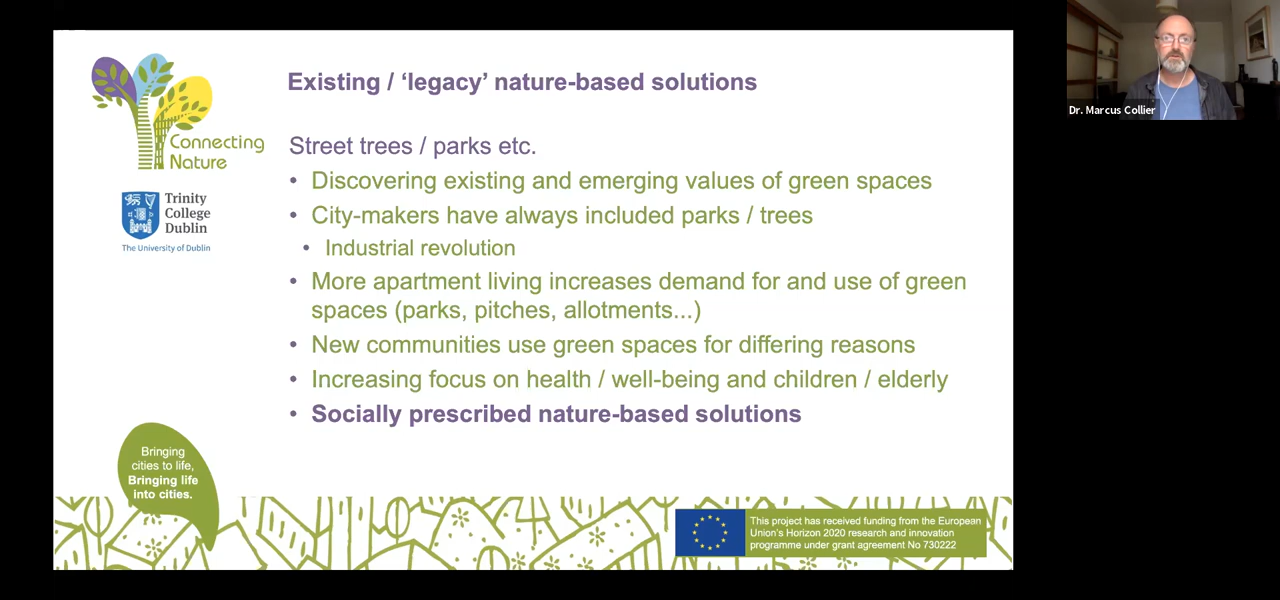 Existing / ‘legacy’ nature-based solutions
Connecting
Nature
Trinity
College
Dublin
The University of Dublin
Street trees / parks etc.
• Discovering existing and emerging values of green spaces
• City-makers have always included parks / trees
• Industrial revolution
• More apartment living increases demand for and use of green
spaces (parks, pitches, allotments...)
• New communities use green spaces for differing reasons
• Increasing focus on health / well-being and children / elderly
• Socially prescribed nature-based solutions
Bringing
cities to life,
Bringing life
into cities.
This project has received funding from the European
Union's Horizon 2020 research and innovation
programme under grant agreement No 730222
Dr. Marcus Collier